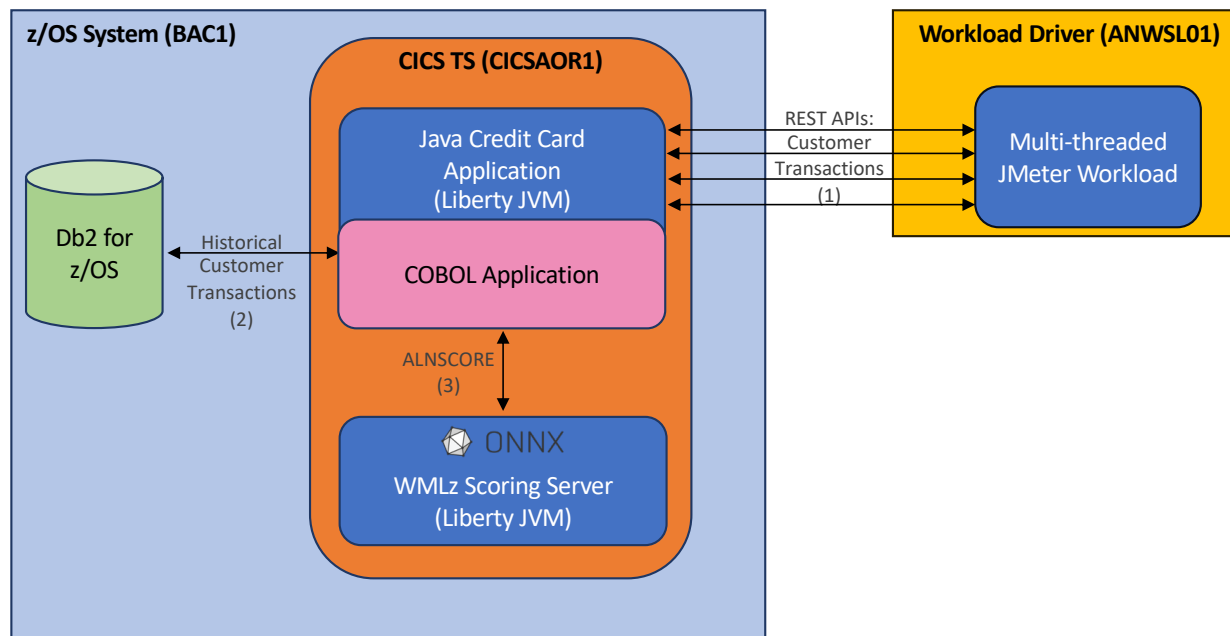 z/OS System (BAC1)
CICS TS (CICSAOR1)
Workload Driver (ANWSL01)
Java Credit Card
Application
(Liberty JVM)
REST APIs:
Customer
Transactions
(1)
Multi-threaded
JMeter Workload
Db2 for
z/OS
Historical
Customer
Transactions
(2)
COBOL Application
ALNSCORE
(3)
ONNX
WMLz Scoring Server
(Liberty JVM)